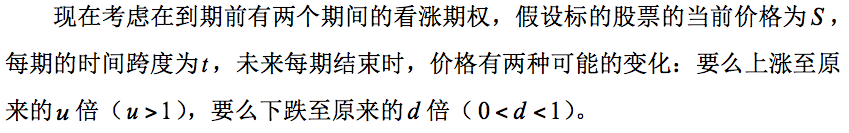 现在考虑在到期前有两个期间的看涨期权，假设标的股票的当前价格为S，
每期的时间跨度为t，未来每期结束时，价格有两种可能的变化：要么上涨至原
来的u倍（u>1），要么下跌至原来的d倍（0<d<1）。